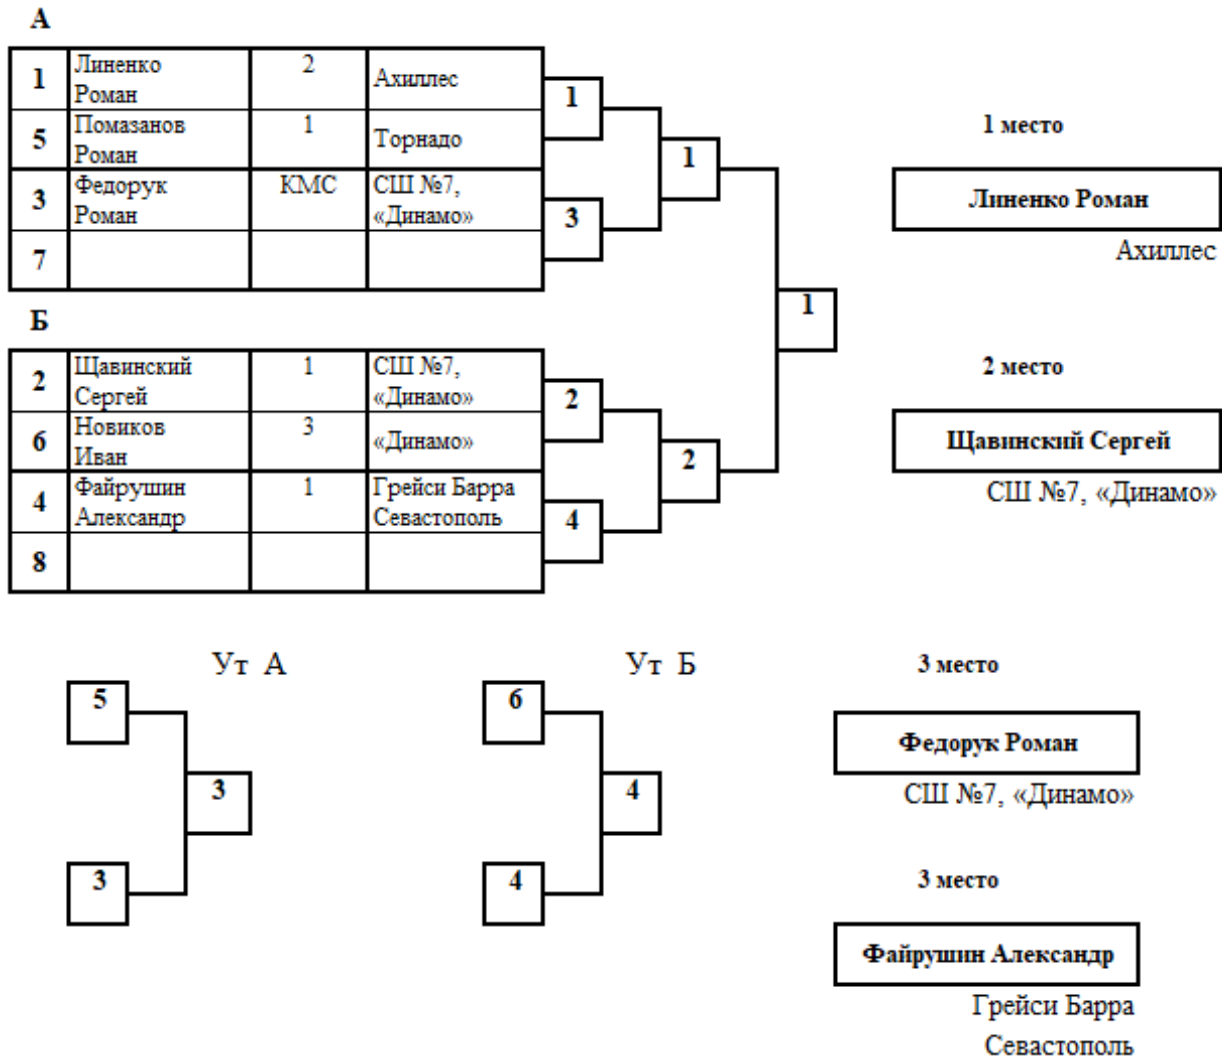 А
1
Линенко
Роман
2
Ахиллес
5
Помазанов
Роман
1
Торнадо
3
Федорук
Роман
КМС
СШ №7,
«Динамо»
7
1
3
1
1
Б
2
Щавинский
Сергей
1
СШ №7,
«Динамо»
6
Новиков
Иван
3
«Динамо»
4
Файрушин
Александр
1
Грейси Барра
Севастополь
8
2
4
2
1 место
Линенко Роман
Ахиллес
2 место
Щавинский Сергей
СШ №7, «Динамо»
Ут А
5
3
3
Ут Б
6
4
4
3 место
Федорук Роман
СШ №7, «Динамо»
3 место
Файрушин Александр
Грейси Барра
Севастополь